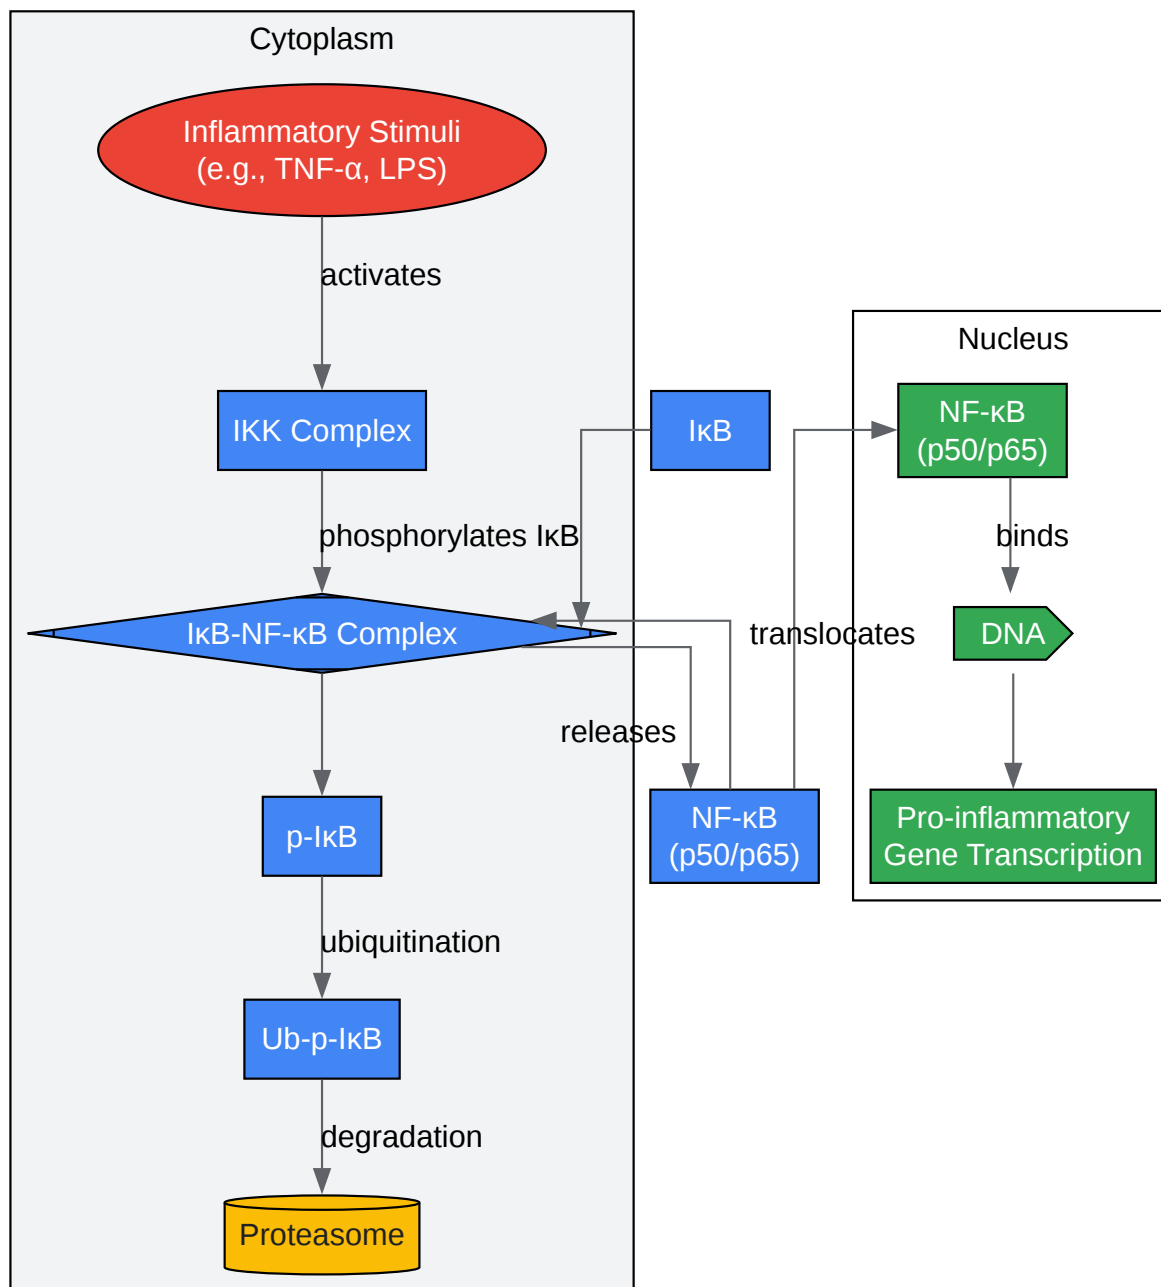 Cytoplasm
Inflammatory Stimuli
(e.g., TNF-α, LPS)
activates
Nucleus
IKK Complex
IκB
NF-κB
(p50/p65)
phosphorylates IκB
binds
IκB-NF-κB Complex
translocates
DNA
releases
p-IκB
NF-κB
(p50/p65)
Pro-inflammatory
Gene Transcription
ubiquitination
Ub-p-IκB
degradation
Proteasome